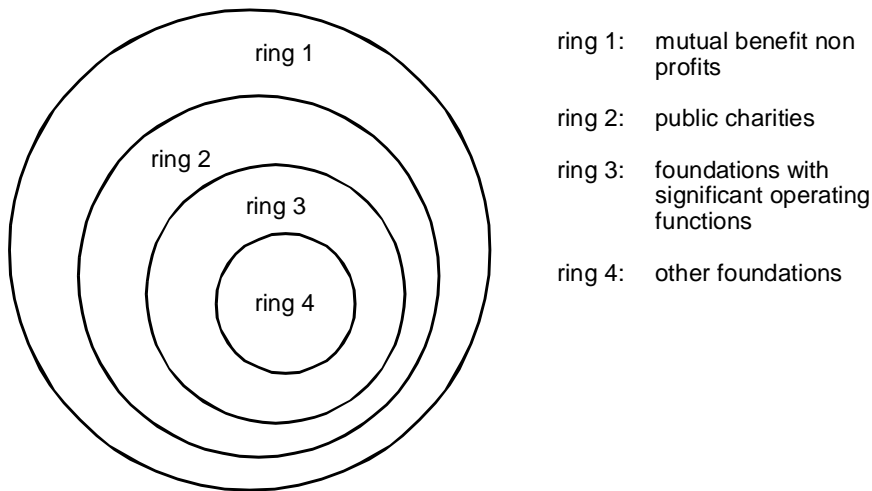 ring 1
ring 2
ring 3
ring 4
ring 1: mutual benefit non
profits
ring 2: public charities
ring 3: foundations with
significant operating
functions
ring 4: other foundations